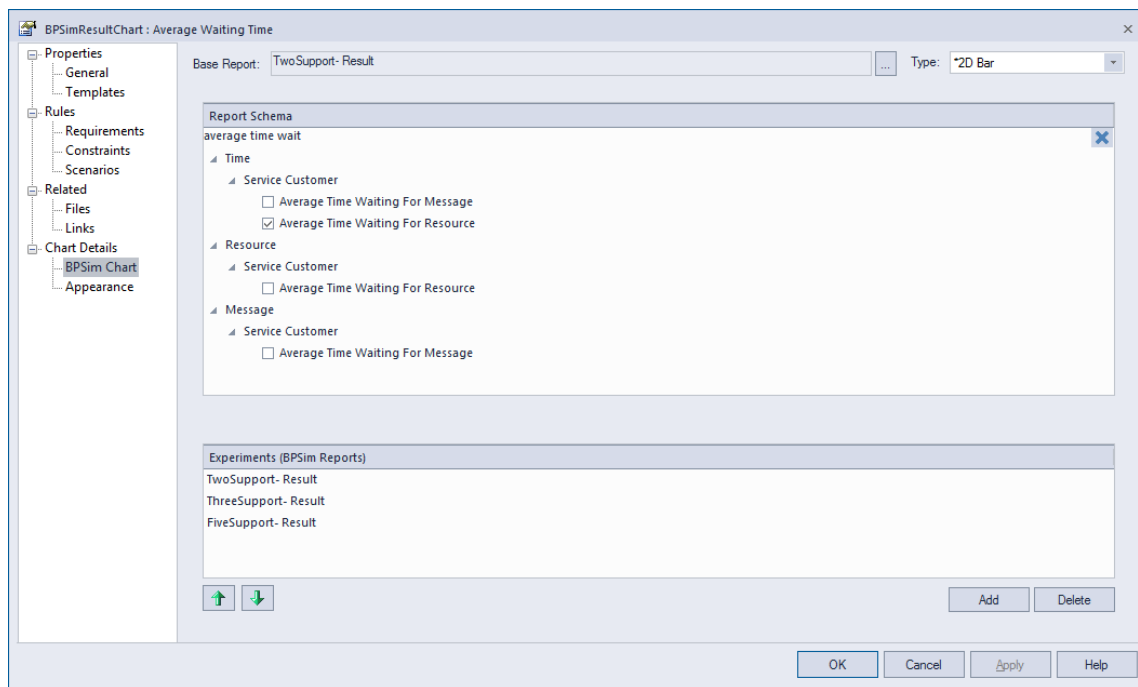 BPSimResultChart : Average Waiting Time
Properties
General
Templates
Rules
Requirements
Constraints
Scenarios
Related
Files
Links
Chart Details
BPSim Chart
Appearance
Base Report: TwoSupport- Result ... Type: *2D Bar
Report Schema
average time wait
Time
Service Customer
Average Time Waiting For Message
Average Time Waiting For Resource
Resource
Service Customer
Average Time Waiting For Resource
Message
Service Customer
Average Time Waiting For Message
Experiments (BPSim Reports)
TwoSupport- Result
ThreeSupport- Result
FiveSupport- Result
Add Delete
OK Cancel Apply Help